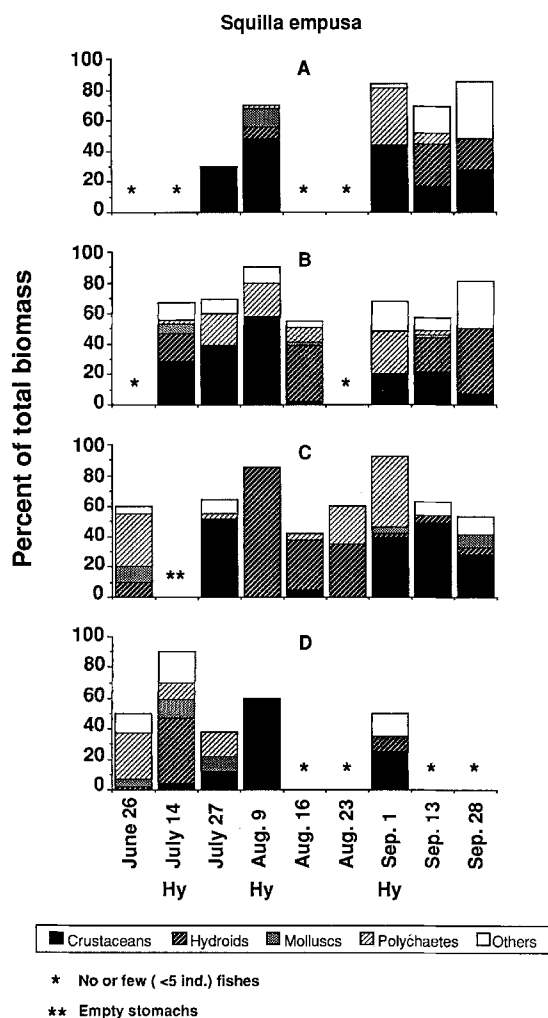 Squilla empusa
Percent of total biomass
A
100
80
60
40
20
0
* * * *
B
100
80
60
40
20
0
* *
C
100
80
60
40
20
0
**
D
100
80
60
40
20
0
* * * *
June 26 July 14 July 27 Aug. 9 Aug. 16 Aug. 23 Sep. 1 Sep. 13 Sep. 28
Hy Hy Hy
Crustaceans Hydroids Molluscs Polychaetes Others
* No or few ( <5 ind.) fishes
** Empty stomachs